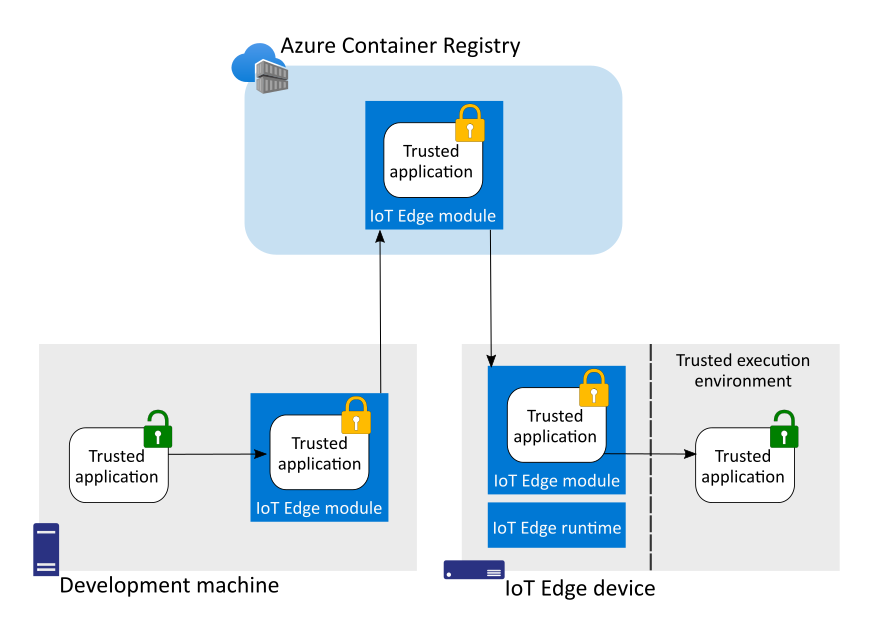 Azure Container Registry
Trusted
application
IoT Edge module
Trusted
application
Trusted
application
IoT Edge module
Development machine
Trusted
application
IoT Edge module
IoT Edge runtime
Trusted execution
environment
Trusted
application
IoT Edge device